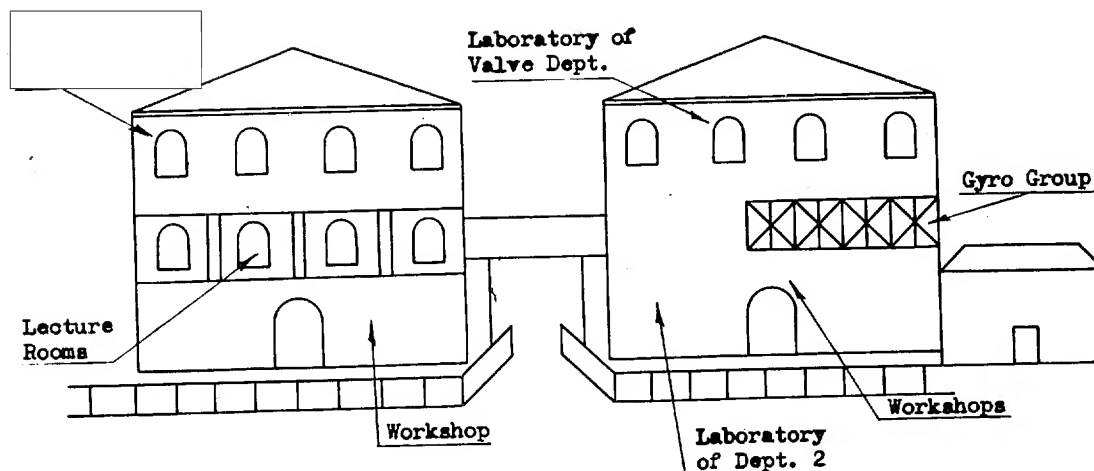 Laboratory of
Valve Dept.
Gyro Group
Lecture
Rooms
Workshop
Workshops
Laboratory
of Dept. 2